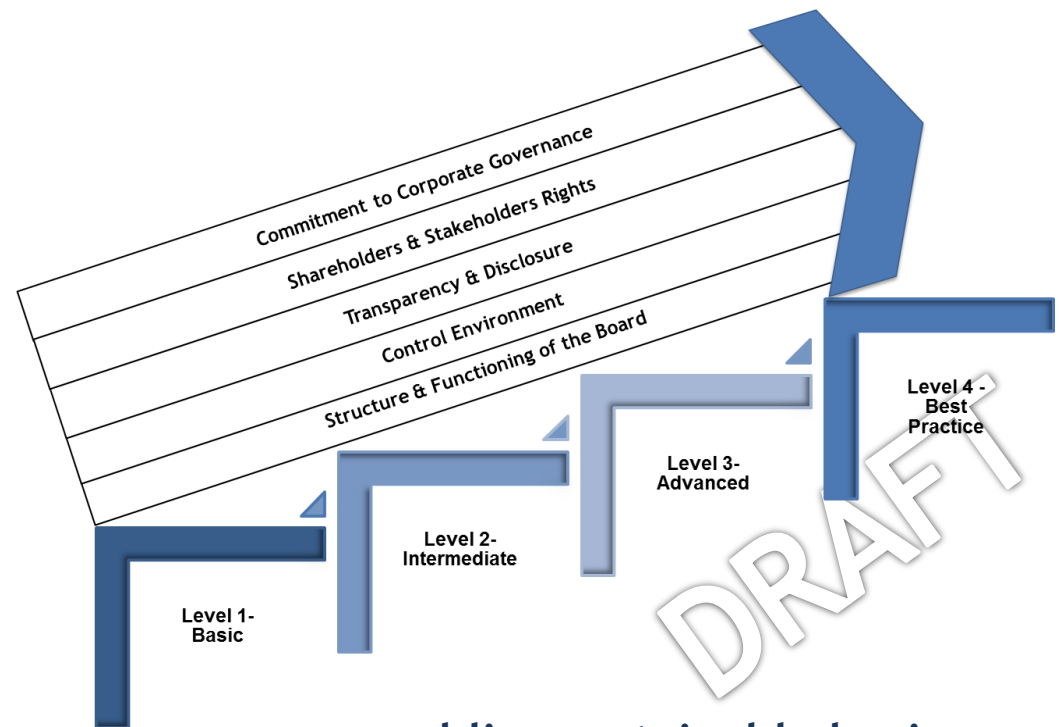 Commitment to Corporate Governance
Shareholders & Stakeholders Rights
Transparency & Disclosure
Control Environment
Structure & Functioning of the Board
Level 4 -
Best
Practice
Level 3-
Advanced
Level 2-
Intermediate
Level 1-
Basic
DRAFT